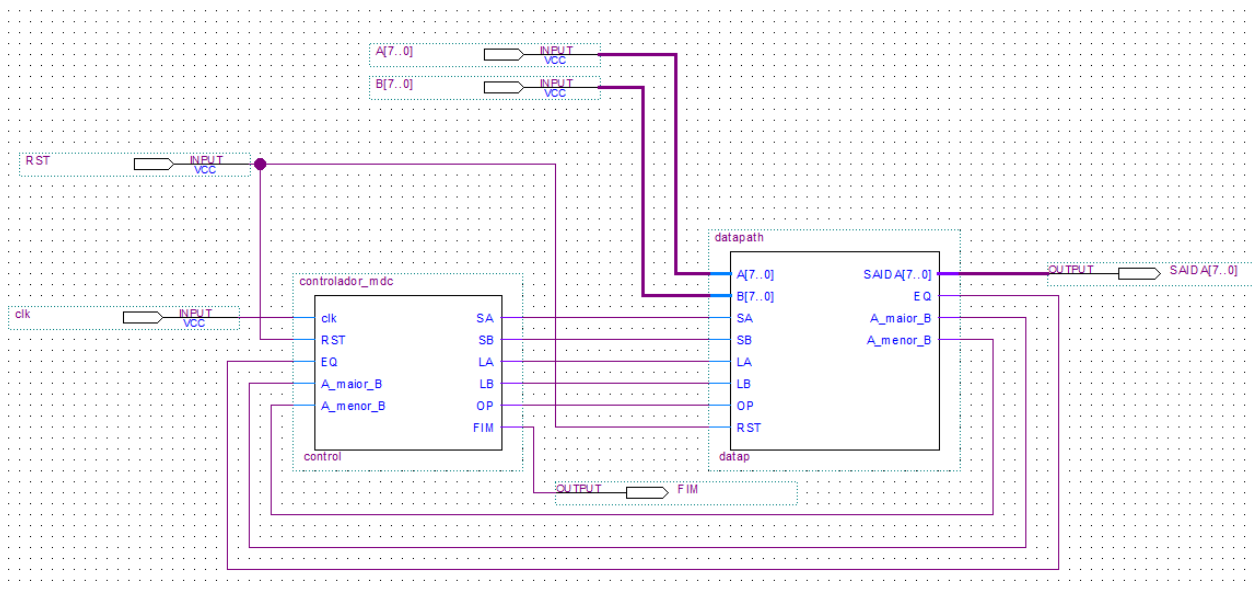 A[7..0] INPUT
VCC
B[7..0] INPUT
VCC
RST INPUT
VCC
datapath
A[7..0] SAIDA[7..0]
OUTPUT SAIDA[7..0]
controlador_mdc
B[7..0] EQ
clk INPUT
VCC
clk SA
SA A_maior_B
RST SB
SB A_menor_B
EQ LA
LA
A_maior_B LB
LB
A_menor_B OP
OP
FIM
RST
control
datap
OUTPUT FIM